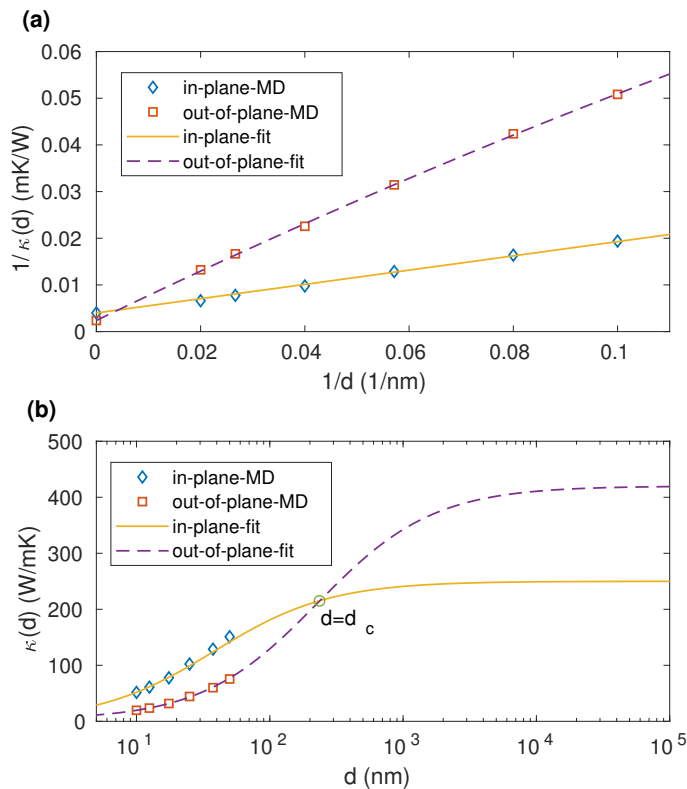 (a)
0.06
0.05
0.04
0.03
0.02
0.01
0
1/κ(d) (mK/W)
in-plane-MD
out-of-plane-MD
in-plane-fit
out-of-plane-fit
0 0.02 0.04 0.06 0.08 0.1
1/d (1/nm)
(b)
500
400
300
200
100
0
κ(d) (W/mK)
in-plane-MD
out-of-plane-MD
in-plane-fit
out-of-plane-fit
d=d c
10^1 10^2 10^3 10^4 10^5
d (nm)